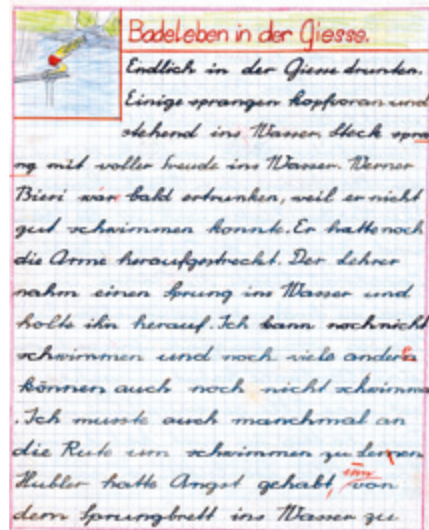 Badeleben in der Giesse.
Endlich in der Giesse drunten.
Einige sprangen kopfvoran und
stehend ins Wasser. Steck spra
ng mit voller Freude ins Wasser. Werner
Bieri wär bald ertrunken, weil er nicht
gut schwimmen konnte. Er hatte noch
die Arme heraufgestreckt. Der Lehrer
nahm einen Sprung ins Wasser und
holte ihn herauf. Ich kann noch nicht
schwimmen und noch viele andere
können auch noch nicht schwimme
. Ich musste auch manchmal an
die Rute um schwimmen zu lernen
Hubler hatte Angst gehabt, von
dem Sprungbrett ins Wasser zu